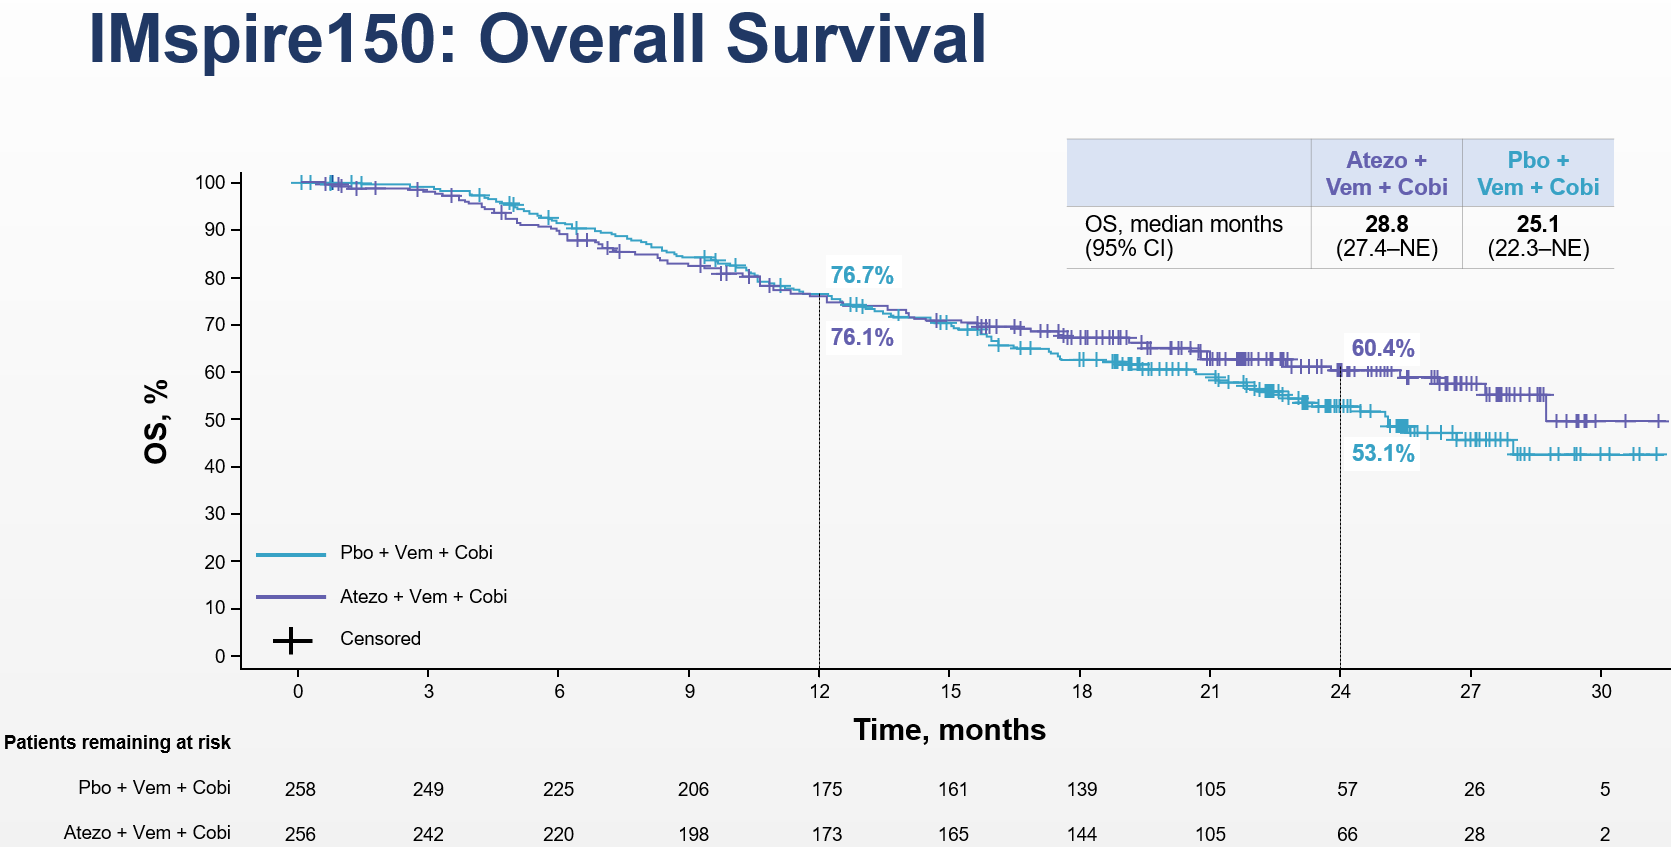 IMspire150: Overall Survival
Atezo + Vem + Cobi
Pbo + Vem + Cobi
OS, median months (95% CI)
28.8 (27.4–NE)
25.1 (22.3–NE)
OS, %
100
90
80
70
60
50
40
30
20
10
0
76.7%
76.1%
60.4%
53.1%
Pbo + Vem + Cobi
Atezo + Vem + Cobi
Censored
0 3 6 9 12 15 18 21 24 27 30
Time, months
Patients remaining at risk
Pbo + Vem + Cobi 258 249 225 206 175 161 139 105 57 26 5
Atezo + Vem + Cobi 256 242 220 198 173 165 144 105 66 28 2